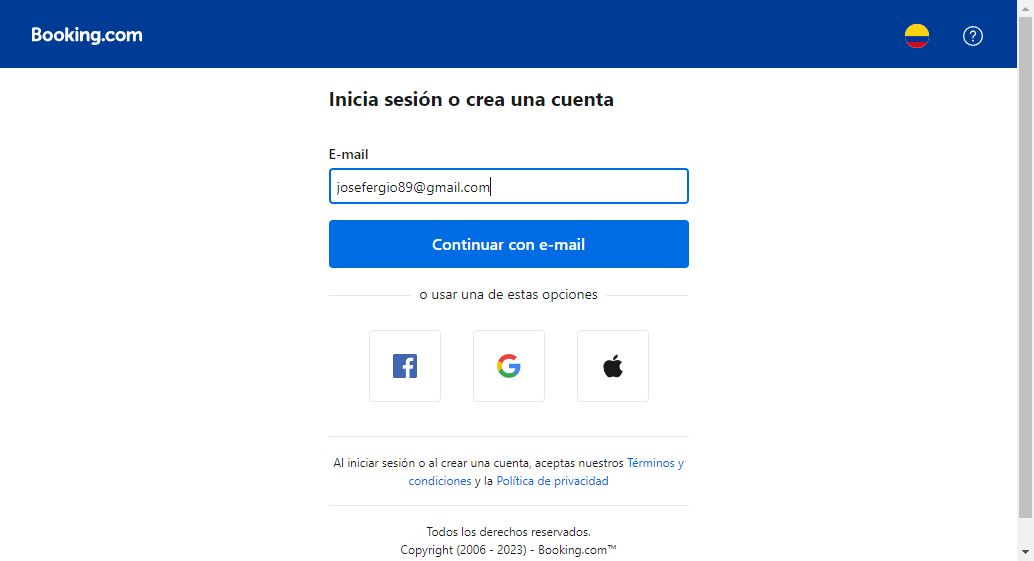 Booking.com
Inicia sesión o crea una cuenta
E-mail
josefergio89@gmail.com
Continuar con e-mail
o usar una de estas opciones
Al iniciar sesión o al crear una cuenta, aceptas nuestros Términos y
condiciones y la Política de privacidad
Todos los derechos reservados.
Copyright (2006 - 2023) - Booking.com™